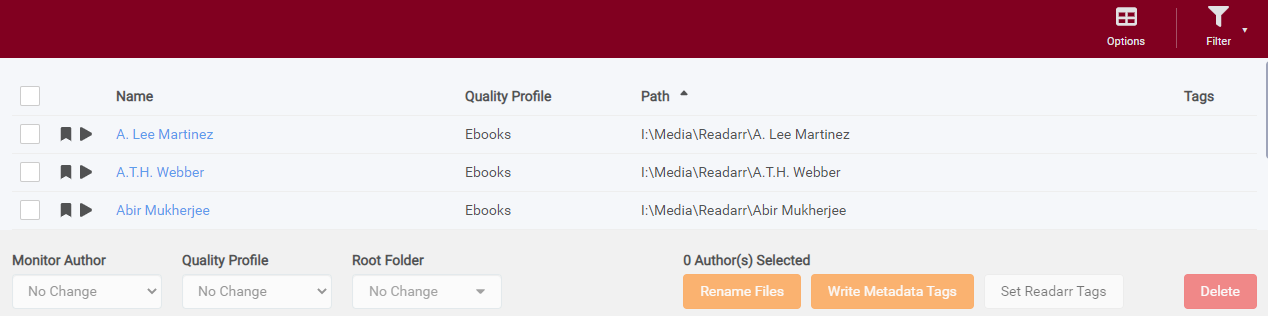 Options
Filter
Name Quality Profile Path Tags
A. Lee Martinez Ebooks I:\Media\Readarr\A. Lee Martinez
A.T.H. Webber Ebooks I:\Media\Readarr\A.T.H. Webber
Abir Mukherjee Ebooks I:\Media\Readarr\Abir Mukherjee
Monitor Author Quality Profile Root Folder 0 Author(s) Selected
No Change No Change No Change Rename Files Write Metadata Tags Set Readarr Tags Delete